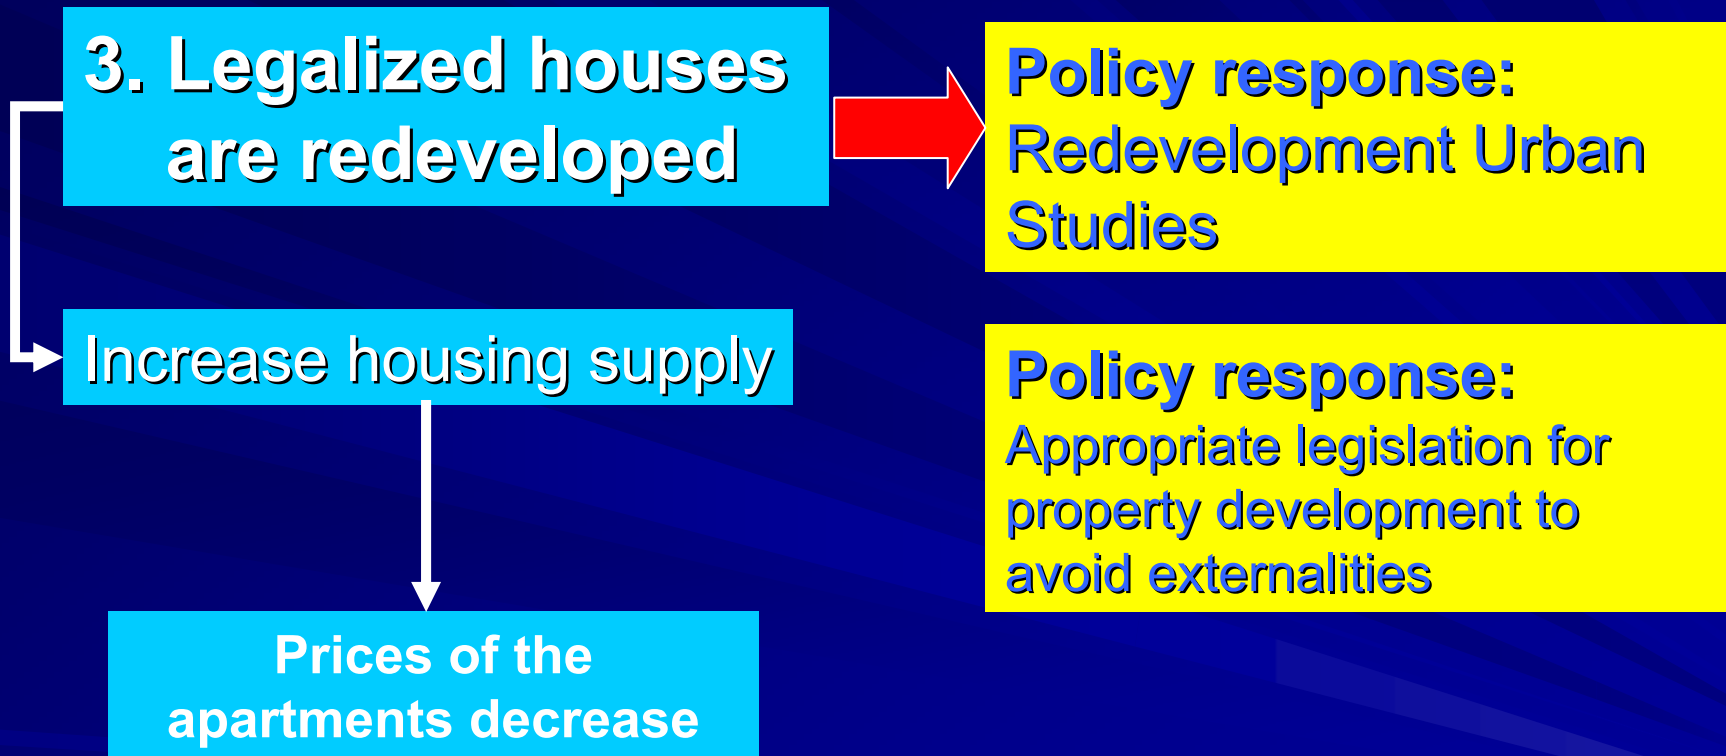 3. Legalized houses
are redeveloped
Policy response:
Redevelopment Urban
Studies
Increase housing supply
Policy response:
Appropriate legislation for
property development to
avoid externalities
Prices of the
apartments decrease